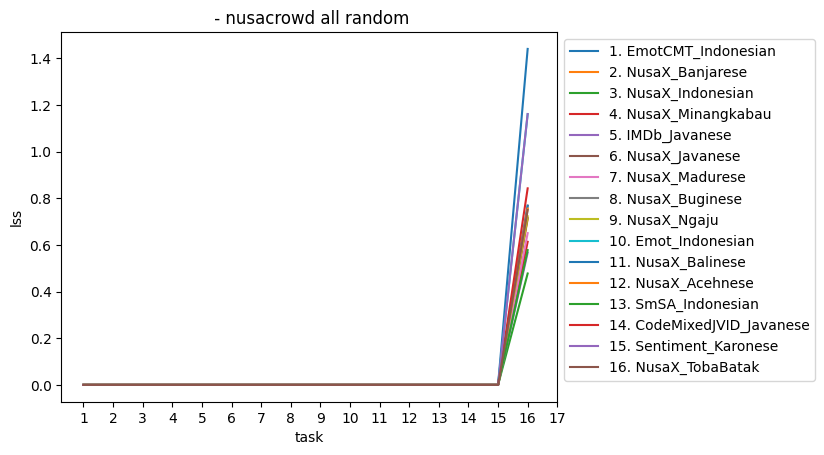 - nusacrowd all random
lss
1.4
1.2
1.0
0.8
0.6
0.4
0.2
0.0
1 2 3 4 5 6 7 8 9 10 11 12 13 14 15 16 17
task
1. EmotCMT_Indonesian
2. NusaX_Banjarese
3. NusaX_Indonesian
4. NusaX_Minangkabau
5. IMDb_Javanese
6. NusaX_Javanese
7. NusaX_Madurese
8. NusaX_Buginese
9. NusaX_Ngaju
10. Emot_Indonesian
11. NusaX_Balinese
12. NusaX_Acehnese
13. SmSA_Indonesian
14. CodeMixedJVID_Javanese
15. Sentiment_Karonese
16. NusaX_TobaBatak